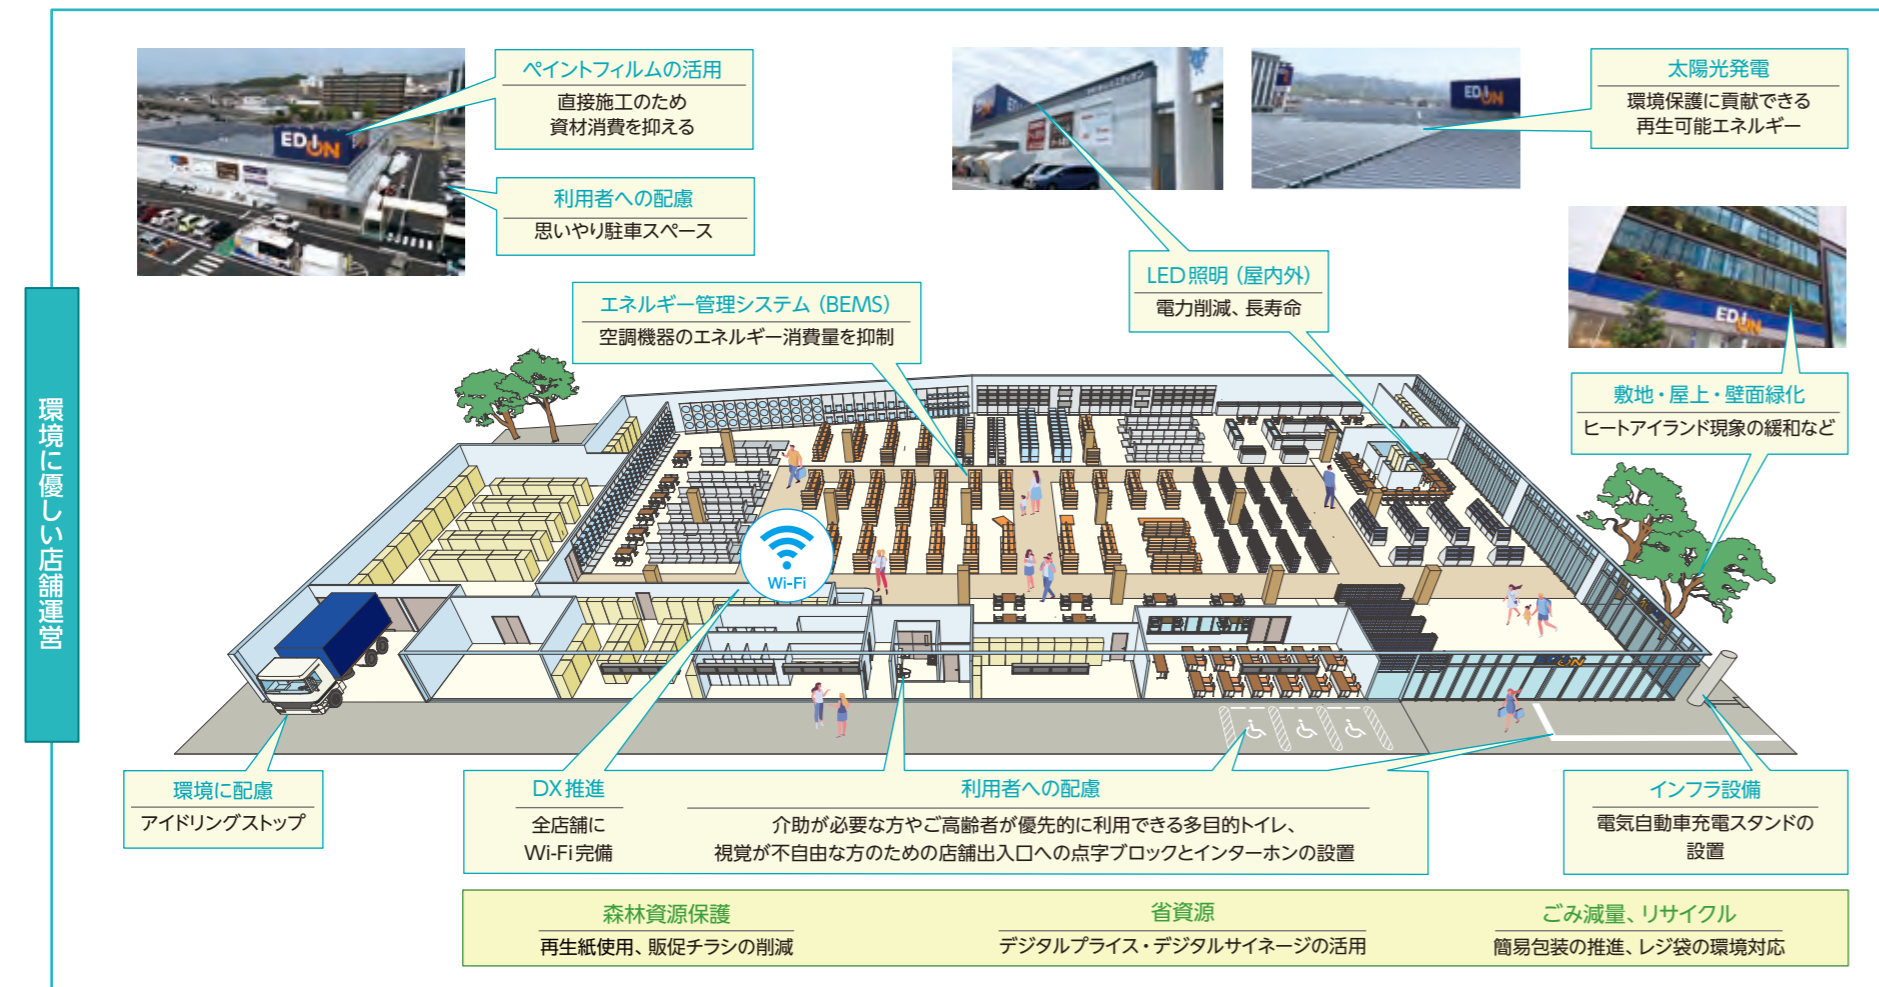 環境に優しい店舗運営
ペイントフィルムの活用
直接施工のため
資材消費を抑える
利用者への配慮
思いやり駐車スペース
EDION
EDION
EDION
太陽光発電
環境保護に貢献できる
再生可能エネルギー
LED照明（屋内外）
電力削減、長寿命
エネルギー管理システム（BEMS）
空調機器のエネルギー消費量を抑制
EDION
敷地・屋上・壁面緑化
ヒートアイランド現象の緩和など
Wi-Fi
EDION
環境に配慮
アイドリングストップ
DX推進
全店舗に
Wi-Fi完備
利用者への配慮
介助が必要な方やご高齢者が優先的に利用できる多目的トイレ、
視覚が不自由な方のための店舗出入口への点字ブロックとインターホンの設置
インフラ設備
電気自動車充電スタンドの
設置
森林資源保護
再生紙使用、販促チラシの削減
省資源
デジタルプライス・デジタルサイネージの活用
ごみ減量、リサイクル
簡易包装の推進、レジ袋の環境対応